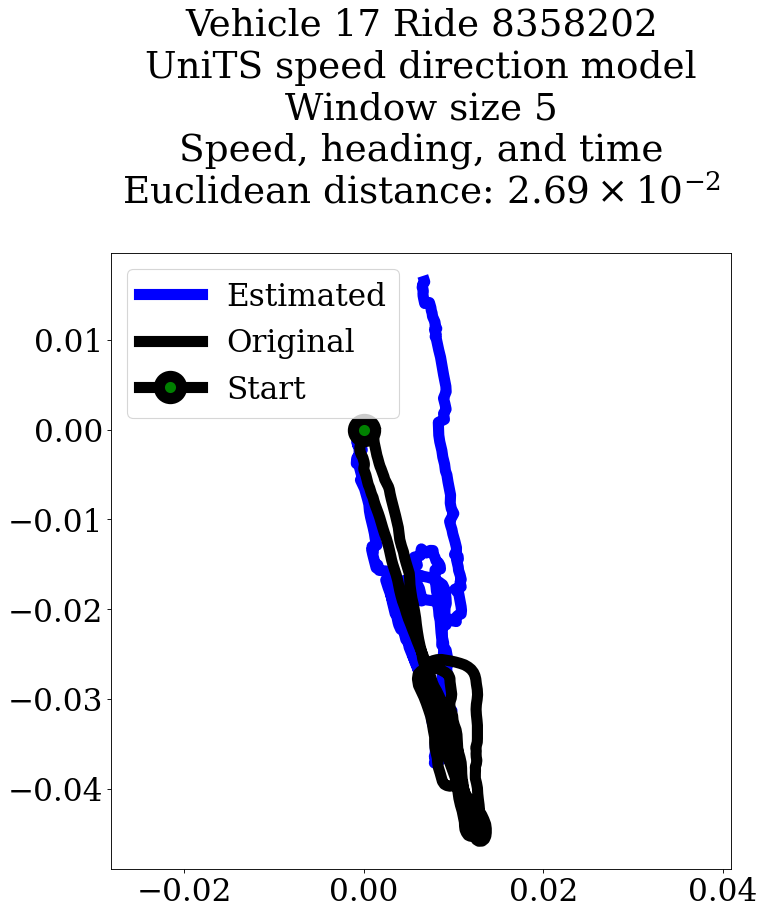 Vehicle 17 Ride 8358202
UniTS speed direction model
Window size 5
Speed, heading, and time
Euclidean distance: 2.69 × 10⁻²
Estimated
Original
Start
0.01
0.00
−0.01
−0.02
−0.03
−0.04
−0.02 0.00 0.02 0.04